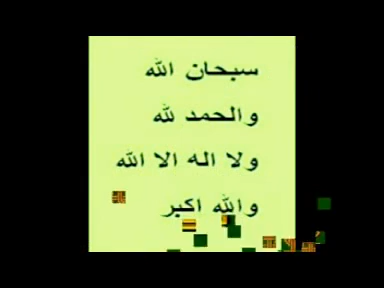 سبحان الله
والحمد لله
ولا اله الا الله
والله اكبر